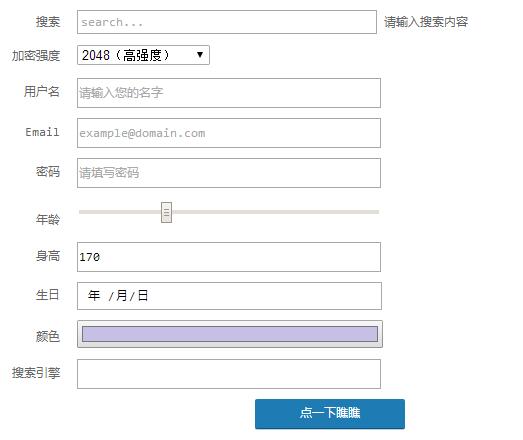 搜索 search... 请输入搜索内容
加密强度 2048（高强度）
用户名 请输入您的名字
Email example@domain.com
密码 请填写密码
年龄
身高 170
生日 年 /月/日
颜色
搜索引擎
点一下瞧瞧